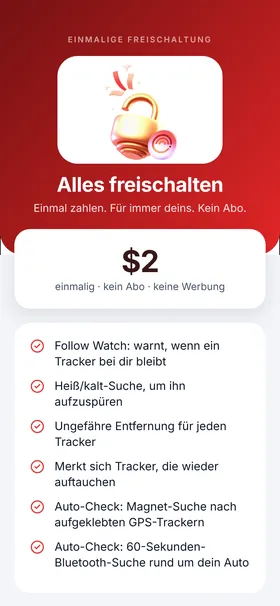 EINMALIGE FREISCHALTUNG
Alles freischalten
Einmal zahlen. Für immer deins. Kein Abo.
$2
einmalig · kein Abo · keine Werbung
Follow Watch: warnt, wenn ein
Tracker bei dir bleibt
Heiß/kalt-Suche, um ihn
aufzuspüren
Ungefähre Entfernung für jeden
Tracker
Merkt sich Tracker, die wieder
auftauchen
Auto-Check: Magnet-Suche nach
aufgeklebten GPS-Trackern
Auto-Check: 60-Sekunden-
Bluetooth-Suche rund um dein Auto